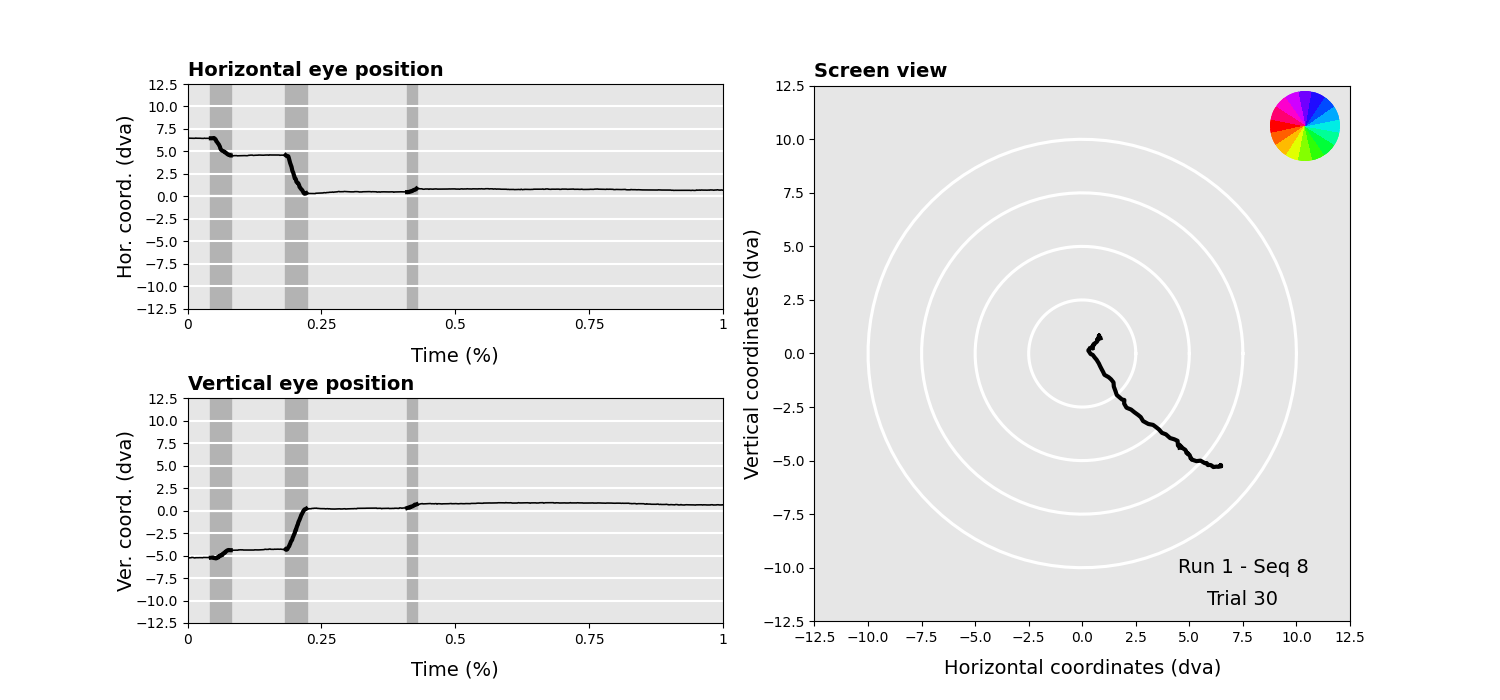 Horizontal eye position
Hor. coord. (dva)
12.5
10.0
7.5
5.0
2.5
0.0
−2.5
−5.0
−7.5
−10.0
−12.5
0 0.25 0.5 0.75 1
Time (%)
Vertical eye position
Ver. coord. (dva)
12.5
10.0
7.5
5.0
2.5
0.0
−2.5
−5.0
−7.5
−10.0
−12.5
0 0.25 0.5 0.75 1
Time (%)
Screen view
Vertical coordinates (dva)
12.5
10.0
7.5
5.0
2.5
0.0
−2.5
−5.0
−7.5
−10.0
−12.5
Run 1 - Seq 8
Trial 30
−12.5 −10.0 −7.5 −5.0 −2.5 0.0 2.5 5.0 7.5 10.0 12.5
Horizontal coordinates (dva)